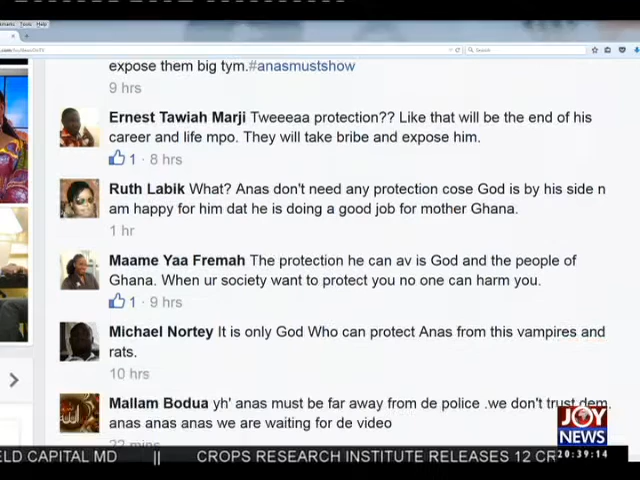 Tools Help
Search
expose them big tym.#anasmustshow
9 hrs
Ernest Tawiah Marji Tweeeaa protection?? Like that will be the end of his
career and life mpo. They will take bribe and expose him.
1 · 8 hrs
Ruth Labik What? Anas don't need any protection cose God is by his side n
am happy for him dat he is doing a good job for mother Ghana.
1 hr
Maame Yaa Fremah The protection he can av is God and the people of
Ghana. When ur society want to protect you no one can harm you.
1 · 9 hrs
Michael Nortey It is only God Who can protect Anas from this vampires and
rats.
10 hrs
Mallam Bodua yh' anas must be far away from de police .we don't trust dem.
anas anas anas we are waiting for de video
22 mins
JOY
NEWS
20:39:14
ELD CAPITAL MD || CROPS RESEARCH INSTITUTE RELEASES 12 CR